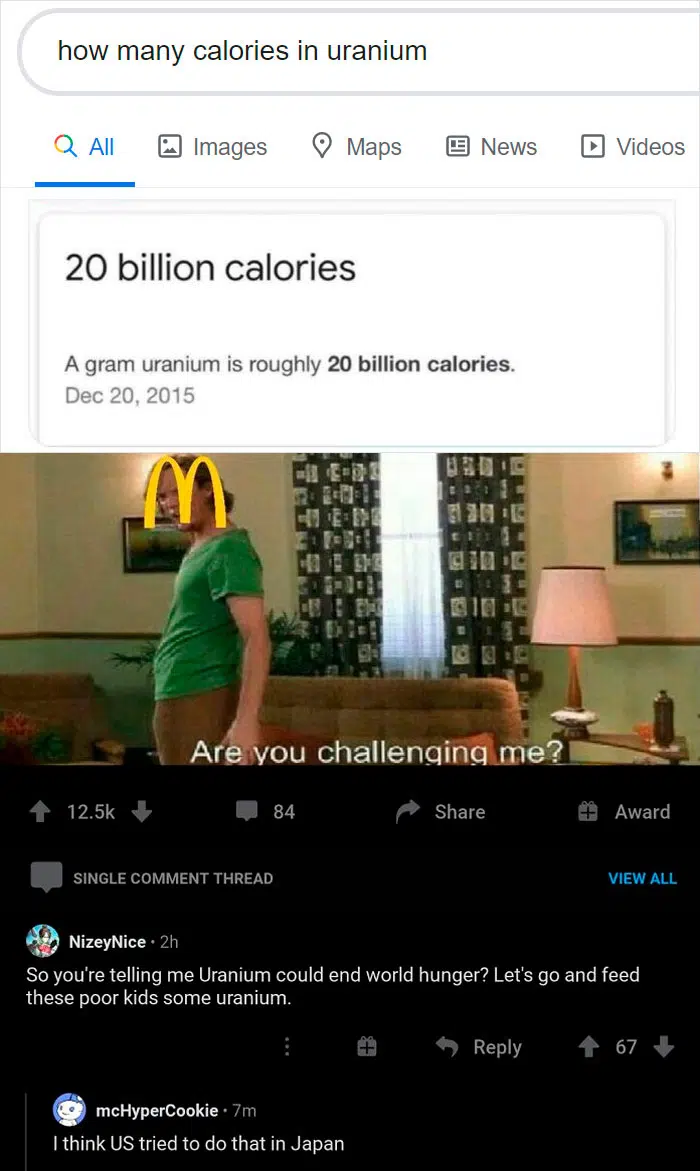 how many calories in uranium
All Images Maps News Videos
20 billion calories
A gram uranium is roughly 20 billion calories.
Dec 20, 2015
Are you challenging me?
12.5k 84 Share Award
SINGLE COMMENT THREAD VIEW ALL
NizeyNice · 2h
So you're telling me Uranium could end world hunger? Let's go and feed
these poor kids some uranium.
Reply 67
mcHyperCookie · 7m
I think US tried to do that in Japan